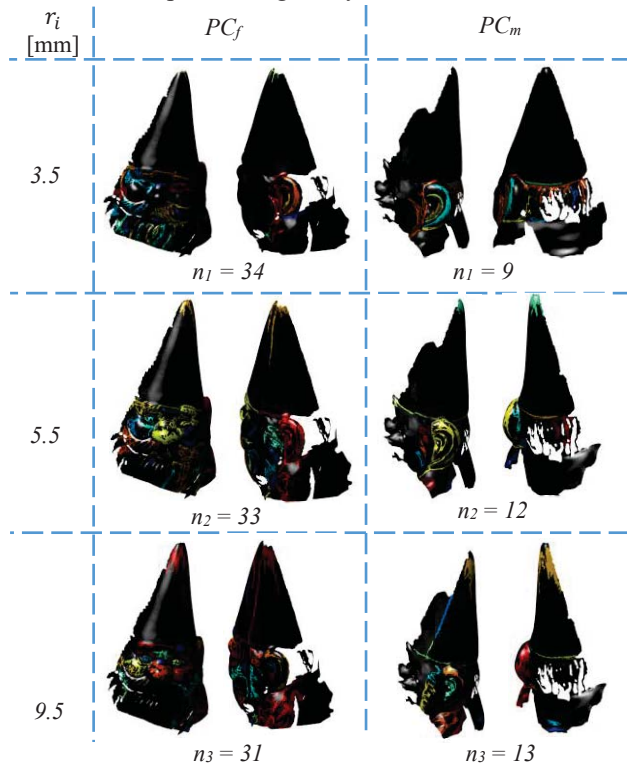 r_i
[mm]
PC_f
PC_m
3.5
n_1 = 34
n_1 = 9
5.5
n_2 = 33
n_2 = 12
9.5
n_3 = 31
n_3 = 13